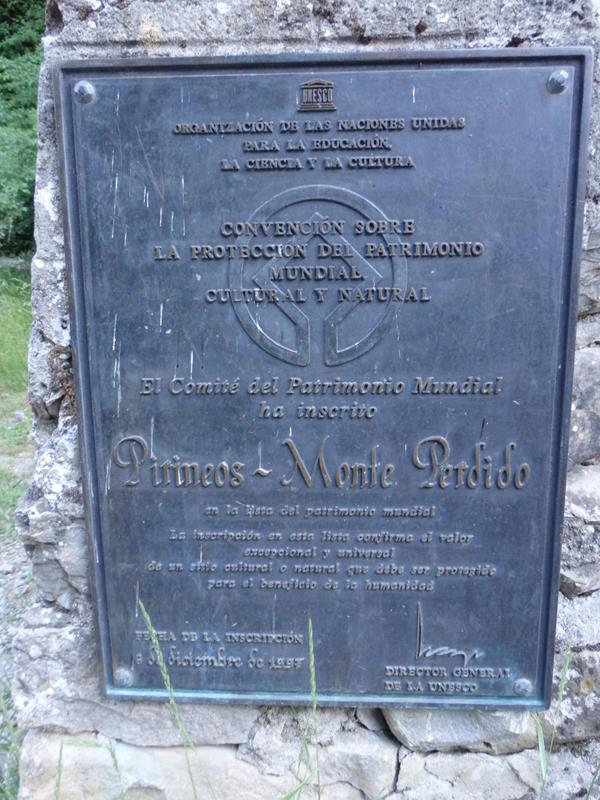 UNESCO
ORGANIZACIÓN DE LAS NACIONES UNIDAS
PARA LA EDUCACIÓN,
LA CIENCIA Y LA CULTURA
CONVENCIÓN SOBRE
LA PROTECCIÓN DEL PATRIMONIO
MUNDIAL,
CULTURAL Y NATURAL
El Comité del Patrimonio Mundial
ha inscrito
Pirineos - Monte Perdido
en la lista del patrimonio mundial
La inscripción en esta lista confirma el valor
excepcional y universal
de un sitio cultural o natural que debe ser protegido
para el beneficio de la humanidad
FECHA DE LA INSCRIPCIÓN
de diciembre de 1997
DIRECTOR GENERAL
DE LA UNESCO